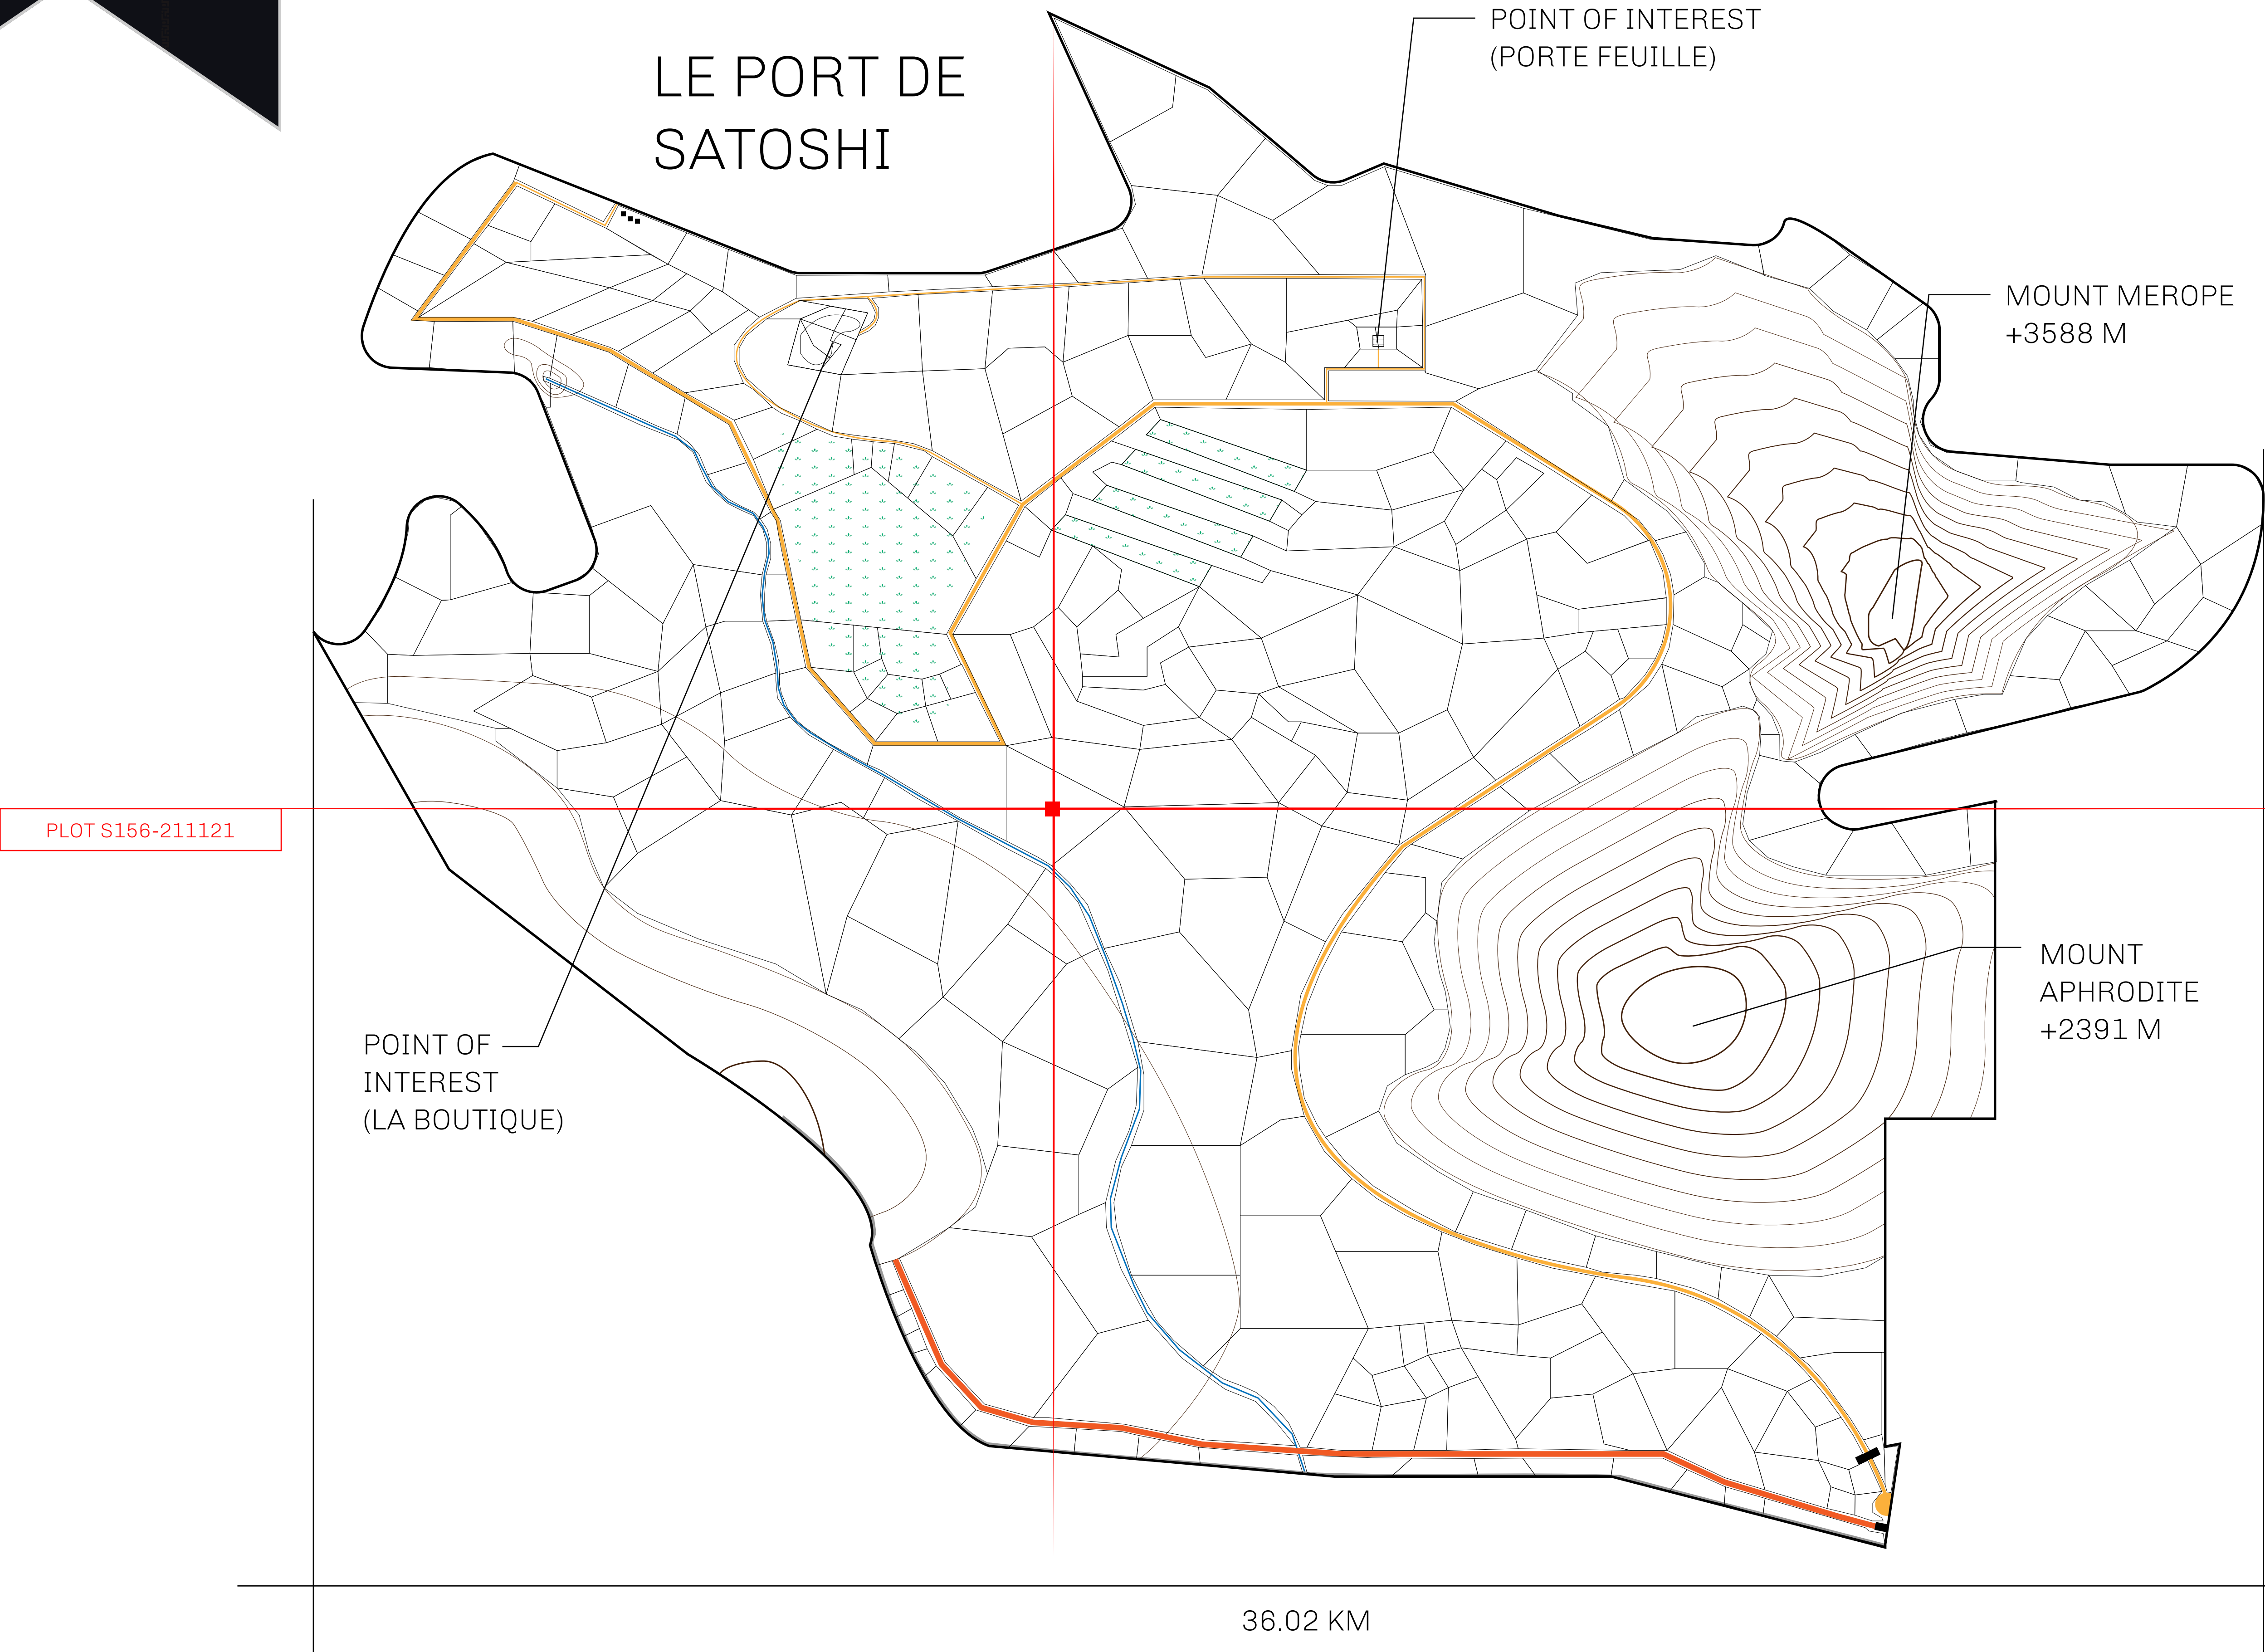 LE PORT DE
SATOSHI
POINT OF INTEREST
(PORTE FEUILLE)
MOUNT MEROPE
+3588 M
PLOT S156-211121
MOUNT
APHRODITE
+2391 M
POINT OF
INTEREST
(LA BOUTIQUE)
36.02 KM